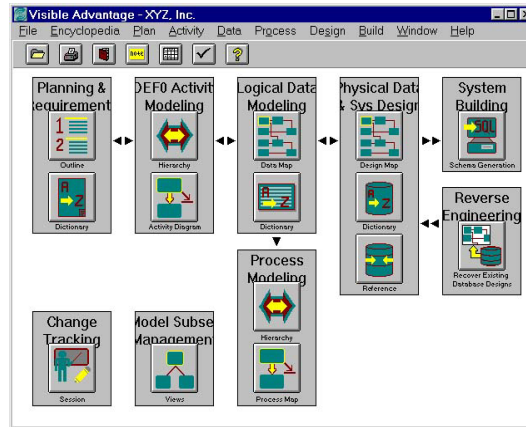 Visible Advantage - XYZ, Inc.
File Encyclopedia Plan Activity Data Process Design Build Window Help
note
?
Planning &
equirement
1
2
Outline
A
Z
Dictionary
DEF0 Activit
Modeling
Hierarchy
Activity Diagram
Logical Data
Modeling
Data Map
A
Z
Dictionary
Physical Data
& Sys Design
Design Map
A
Z
Dictionary
Reference
System
Building
SQL
Schema Generation
Reverse
Engineering
Recover Existing
Database Designs
Process
Modeling
Hierarchy
Process Map
Change
Tracking
Session
Model Subse
Management
Views